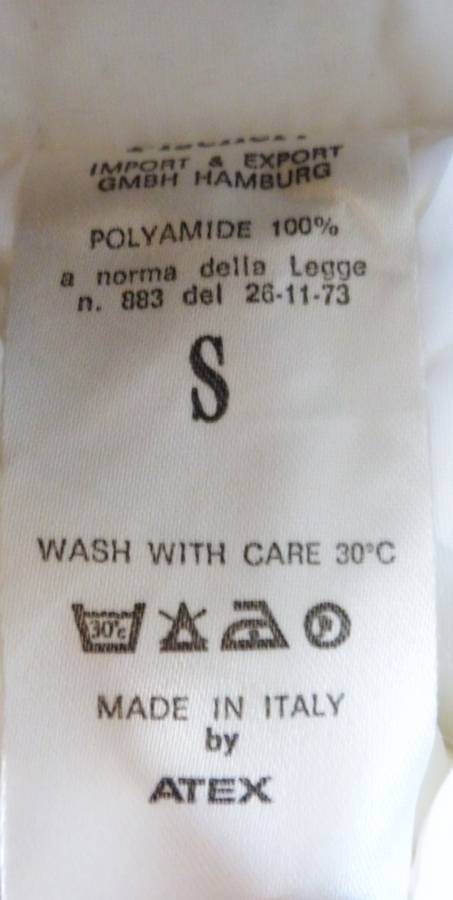 IMPORT & EXPORT
GMBH HAMBURG
POLYAMIDE 100%
a norma della Legge
n. 883 del 26-11-73
S
WASH WITH CARE 30°C
30°c
P
MADE IN ITALY
by
ATEX